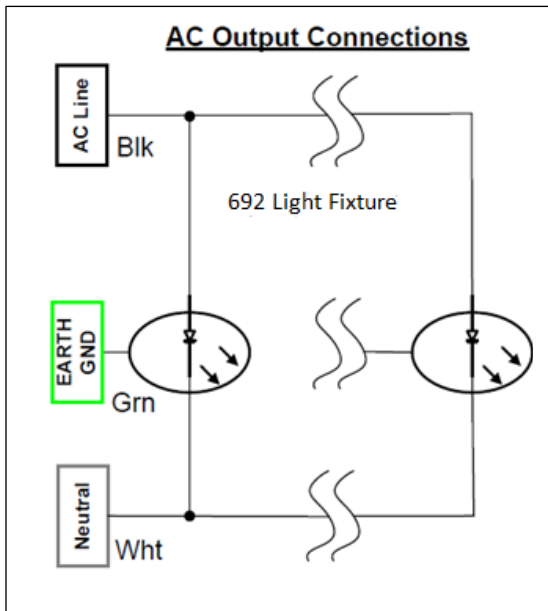 AC Output Connections
AC Line
Blk
692 Light Fixture
EARTH
GND
Grn
Neutral
Wht